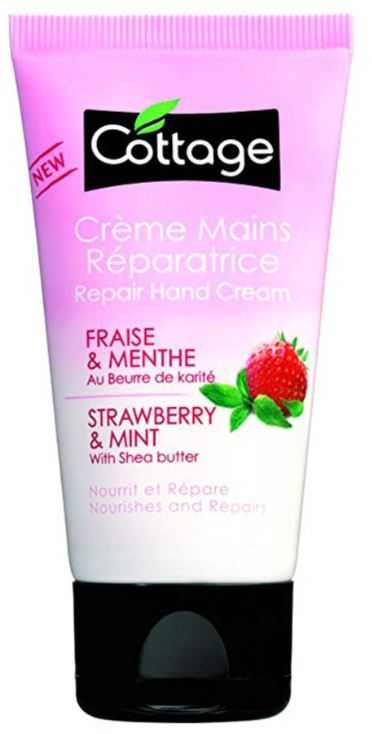 Cottage
NEW
Crème Mains
Réparatrice
Repair Hand Cream
FRAISE
& MENTHE
Au Beurre de karité
STRAWBERRY
& MINT
With Shea butter
Nourrit et Répare
Nourishes and Repairs